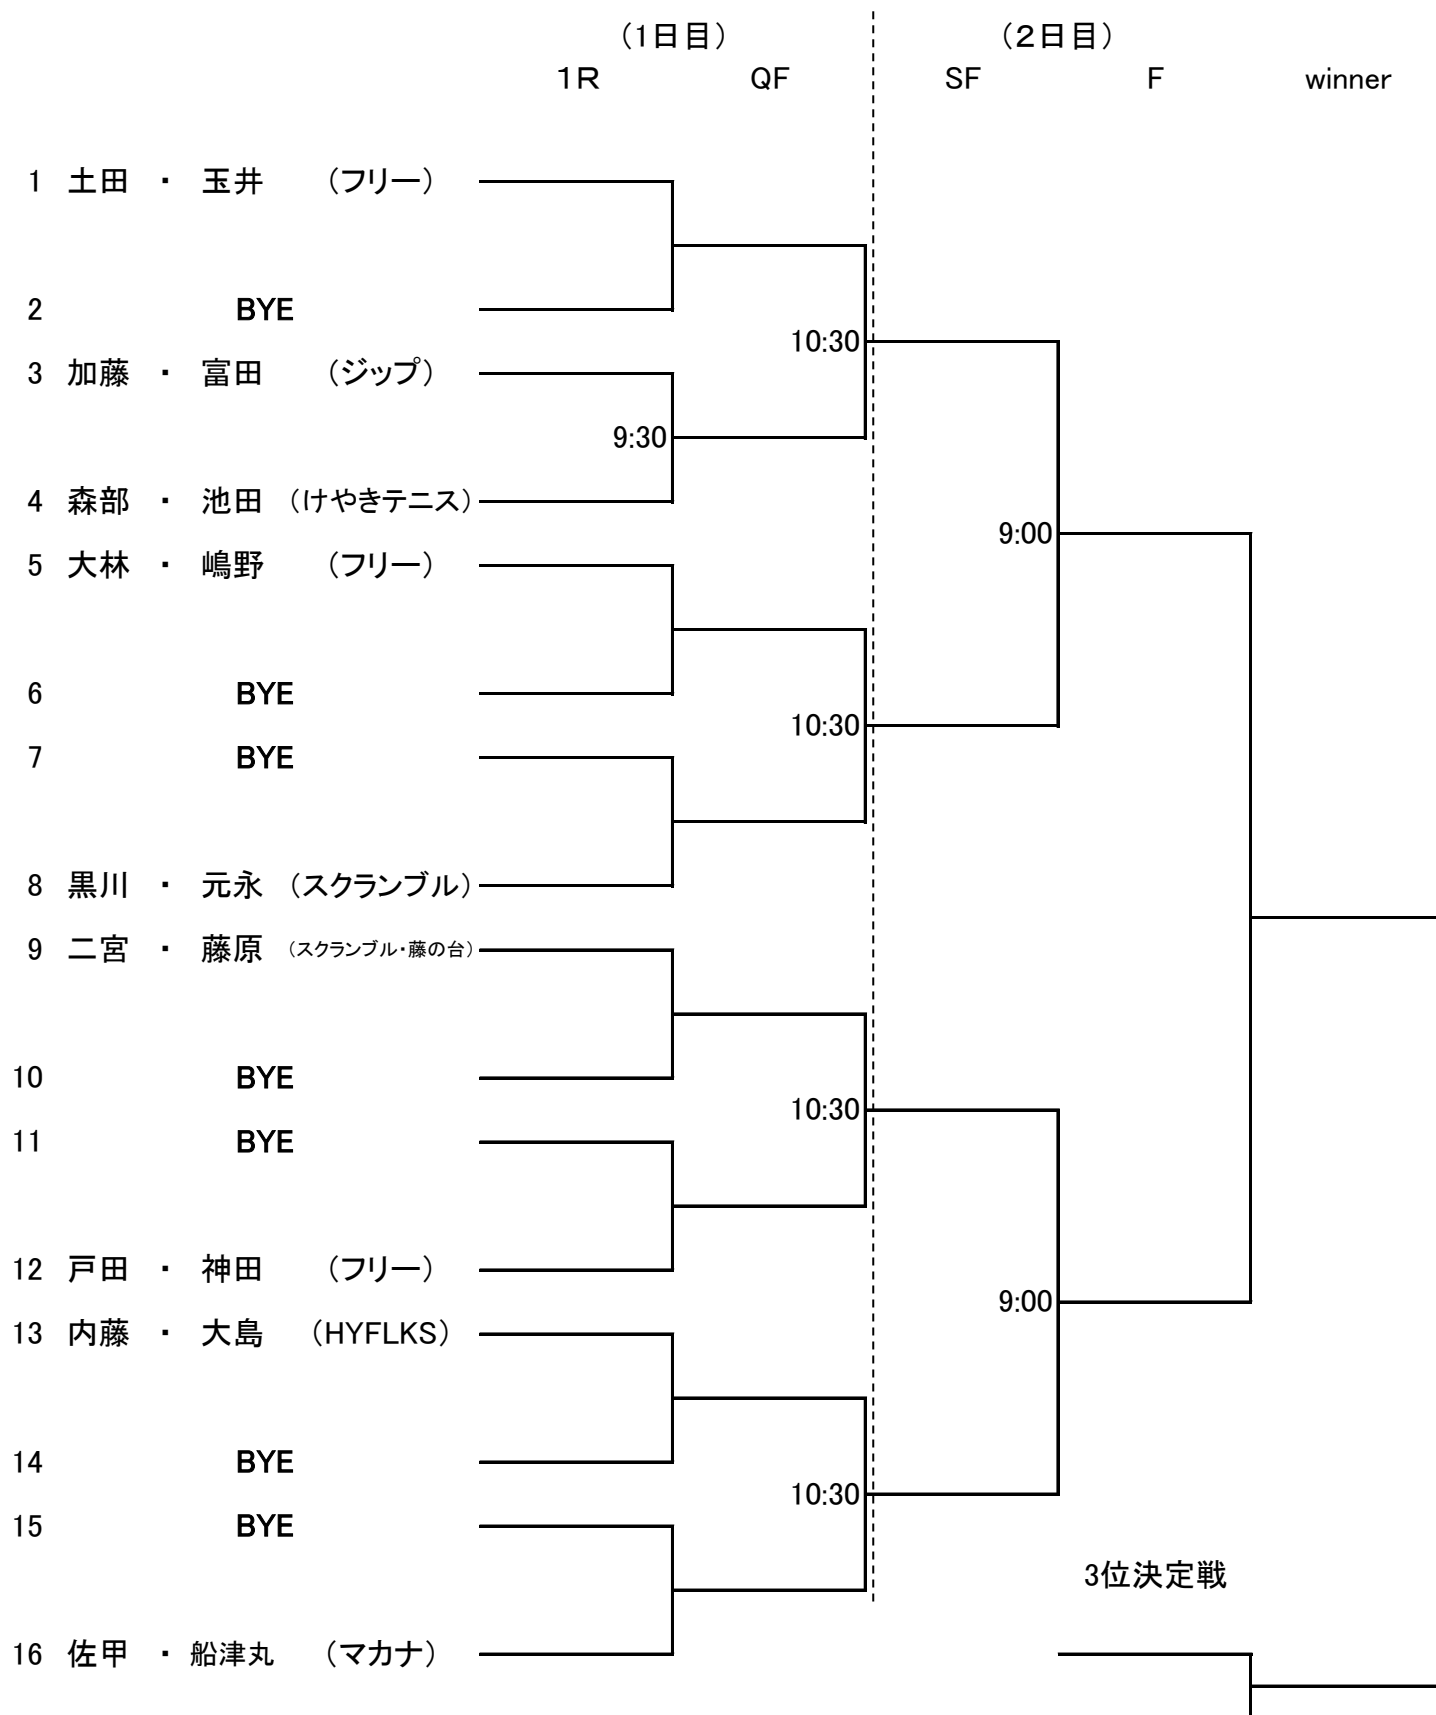 （1日目）　（２日目）
１R　QF　SF　F　winner
1　土田　・　玉井　（フリー）
2　BYE
10:30
3　加藤　・　富田　（ジップ）
9:30
4　森部　・　池田　（けやきテニス）
9:00
5　大林　・　嶋野　（フリー）
6　BYE
10:30
7　BYE
8　黒川　・　元永　（スクランブル）
9　二宮　・　藤原　（スクランブル・藤の台）
10　BYE
10:30
11　BYE
12　戸田　・　神田　（フリー）
9:00
13　内藤　・　大島　（HYFLKS）
14　BYE
10:30
15　BYE
3位決定戦
16　佐甲　・　船津丸　（マカナ）